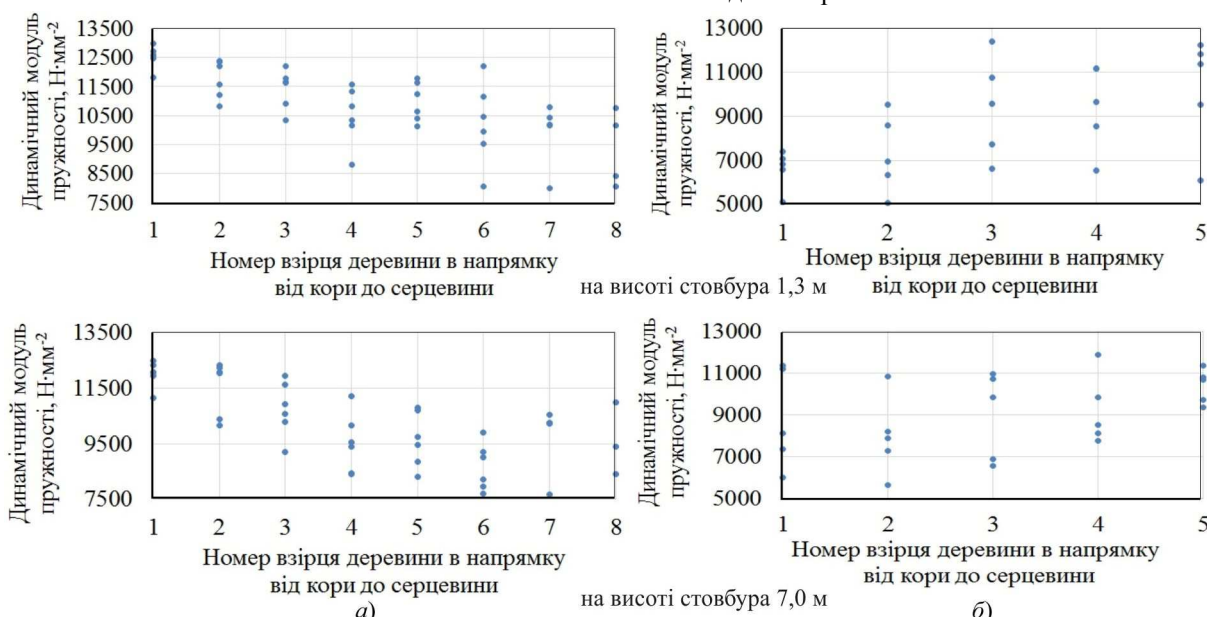 Динамічний модуль
пружності, Н·мм-2
13500
12500
11500
10500
9500
8500
7500
1 2 3 4 5 6 7 8
Номер взірця деревини в напрямку
від кори до серцевини
Динамічний модуль
пружності, Н·мм-2
13000
11000
9000
7000
5000
1 2 3 4 5
Номер взірця деревини в напрямку
від кори до серцевини
на висоті стовбура 1,3 м
Динамічний модуль
пружності, Н·мм-2
13500
11500
9500
7500
1 2 3 4 5 6 7 8
Номер взірця деревини в напрямку
від кори до серцевини
а)
Динамічний модуль
пружності, Н·мм-2
13000
11000
9000
7000
5000
1 2 3 4 5
Номер взірця деревини в напрямку
від кори до серцевини
б)
на висоті стовбура 7,0 м